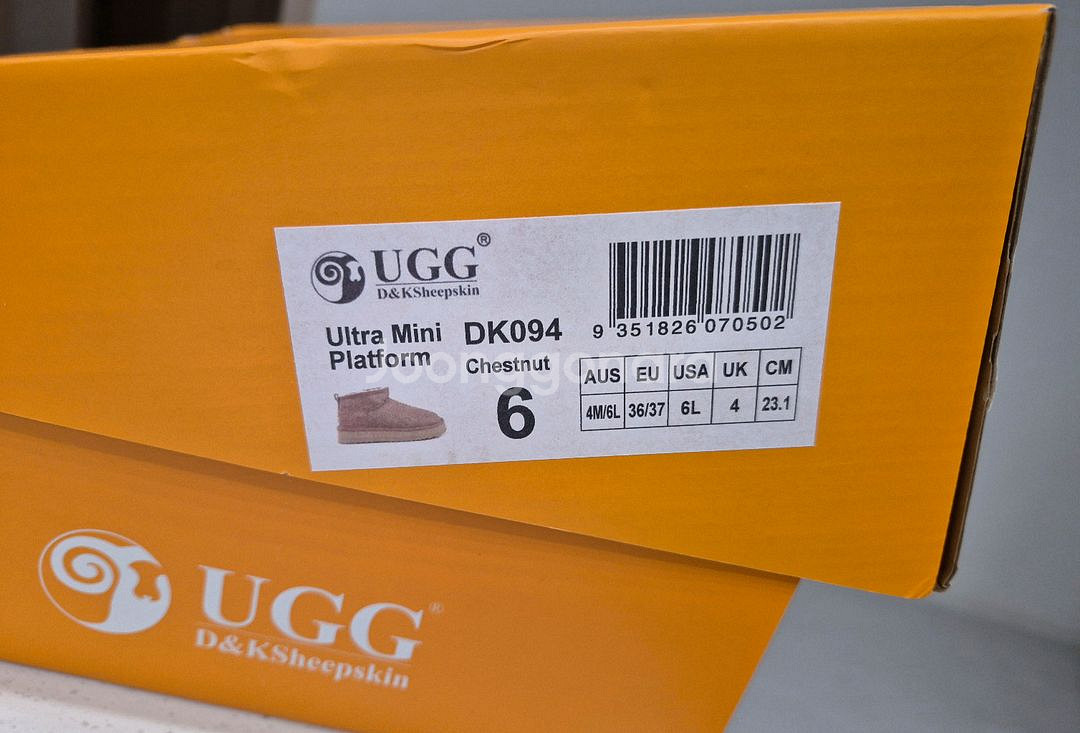 UGG®
D&KSheepskin
Ultra Mini
Platform
DK094
Chestnut
6
9 351826 070502
AUS EU USA UK CM
4M/6L 36/37 6L 4 23.1
Joonggonara
UGG®
D&KSheepskin